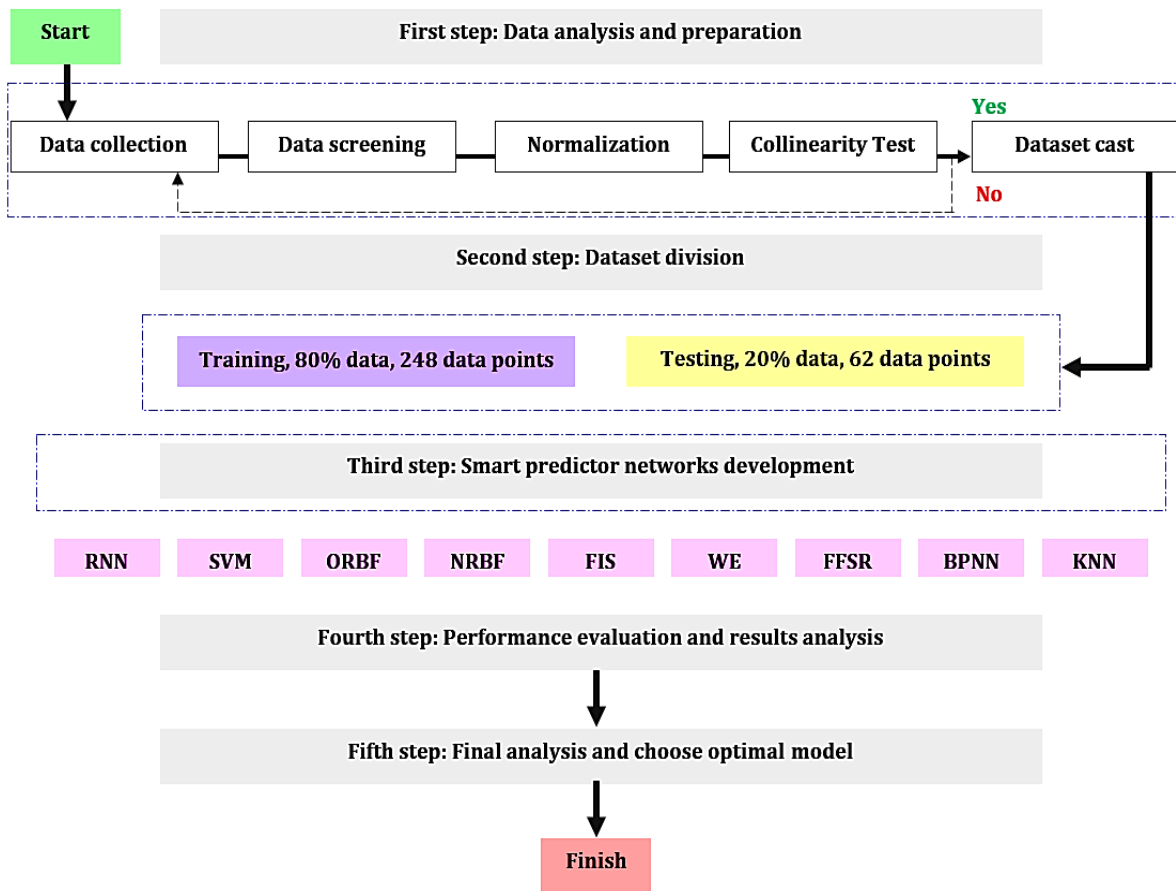 Start
First step: Data analysis and preparation
Yes
Data collection
Data screening
Normalization
Collinearity Test
Dataset cast
No
Second step: Dataset division
Training, 80% data, 248 data points
Testing, 20% data, 62 data points
Third step: Smart predictor networks development
RNN
SVM
ORBF
NRBF
FIS
WE
FFSR
BPNN
KNN
Fourth step: Performance evaluation and results analysis
Fifth step: Final analysis and choose optimal model
Finish